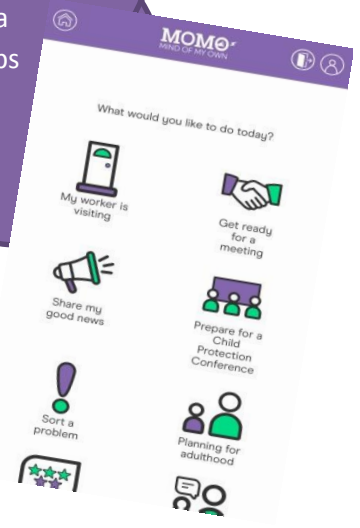 a
ps
MOMO
MIND OF MY OWN
What would you like to do today?
My worker is
visiting
Get ready
for a
meeting
Share my
good news
Prepare for a
Child
Protection
Conference
Sort a
problem
Planning for
adulthood